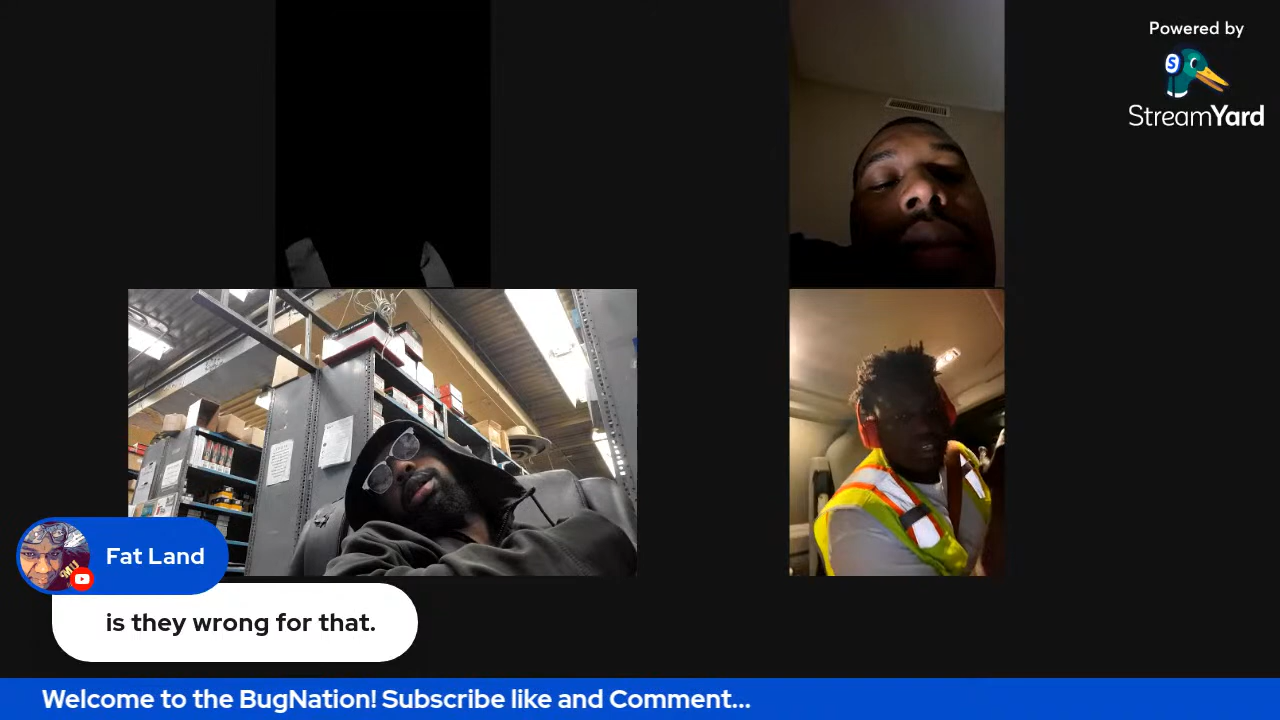 Powered by
StreamYard
Fat Land
is they wrong for that.
Welcome to the BugNation! Subscribe like and Comment...